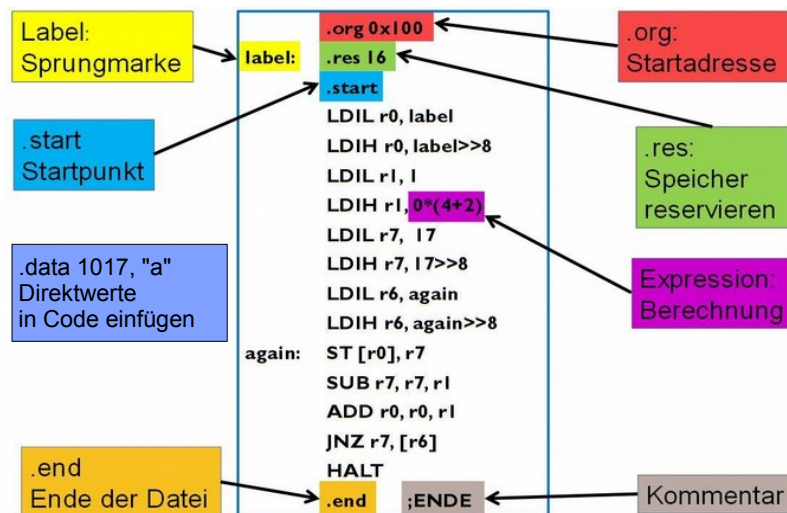 Label:
Sprungmarke
.start
Startpunkt
.data 1017, "a"
Direktwerte
in Code einfügen
.end
Ende der Datei
.org 0x100
label: .res 16
.start
LDIL r0, label
LDIH r0, label>>8
LDIL r1, 1
LDIH r1, 0*(4+2)
LDIL r7, 17
LDIH r7, 17>>8
LDIL r6, again
LDIH r6, again>>8
again: ST [r0], r7
SUB r7, r7, r1
ADD r0, r0, r1
JNZ r7, [r6]
HALT
.end ;ENDE
.org:
Startadresse
.res:
Speicher
reservieren
Expression:
Berechnung
Kommentar